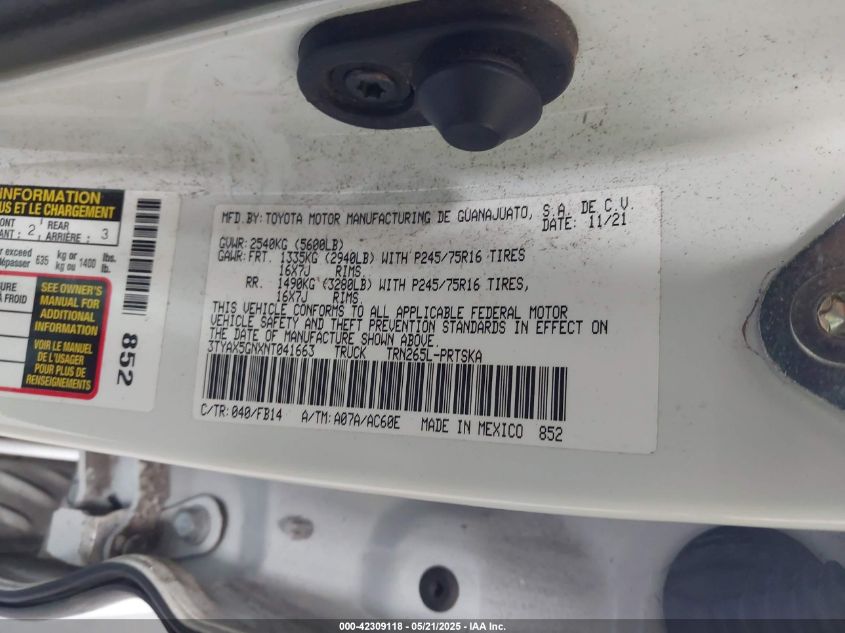 INFORMATION
US ET LE CHARGEMENT
ONT 2 REAR 3
ANT : ARRIÈRE :
er exceed 635 kg or 1400 lbs.
dépasser kg ou lb.
SURE
À FROID
SEE OWNER'S
MANUAL FOR
ADDITIONAL
INFORMATION
VOIR LE MANUEL
DE L'USAGER
POUR PLUS DE
RENSEIGNEMENTS
852
MFD.BY: TOYOTA MOTOR MANUFACTURING DE GUANAJUATO, S.A. DE C.V.
DATE: 11/21
GVWR: 2540KG (5600LB)
GAWR: FRT. 1335KG (2940LB) WITH P245/75R16 TIRES
16X7J RIMS,
RR. 1490KG (3280LB) WITH P245/75R16 TIRES,
16X7J RIMS.
THIS VEHICLE CONFORMS TO ALL APPLICABLE FEDERAL MOTOR
VEHICLE SAFETY AND THEFT PREVENTION STANDARDS IN EFFECT ON
THE DATE OF MANUFACTURE SHOWN ABOVE.
3TYAX5GNXNT041663 TRUCK TRN265L-PRTSKA
C/TR: 040/FB14 A/TM: A07A/AC60E MADE IN MEXICO 852
000-42309118 - 05/21/2025 - IAA Inc.